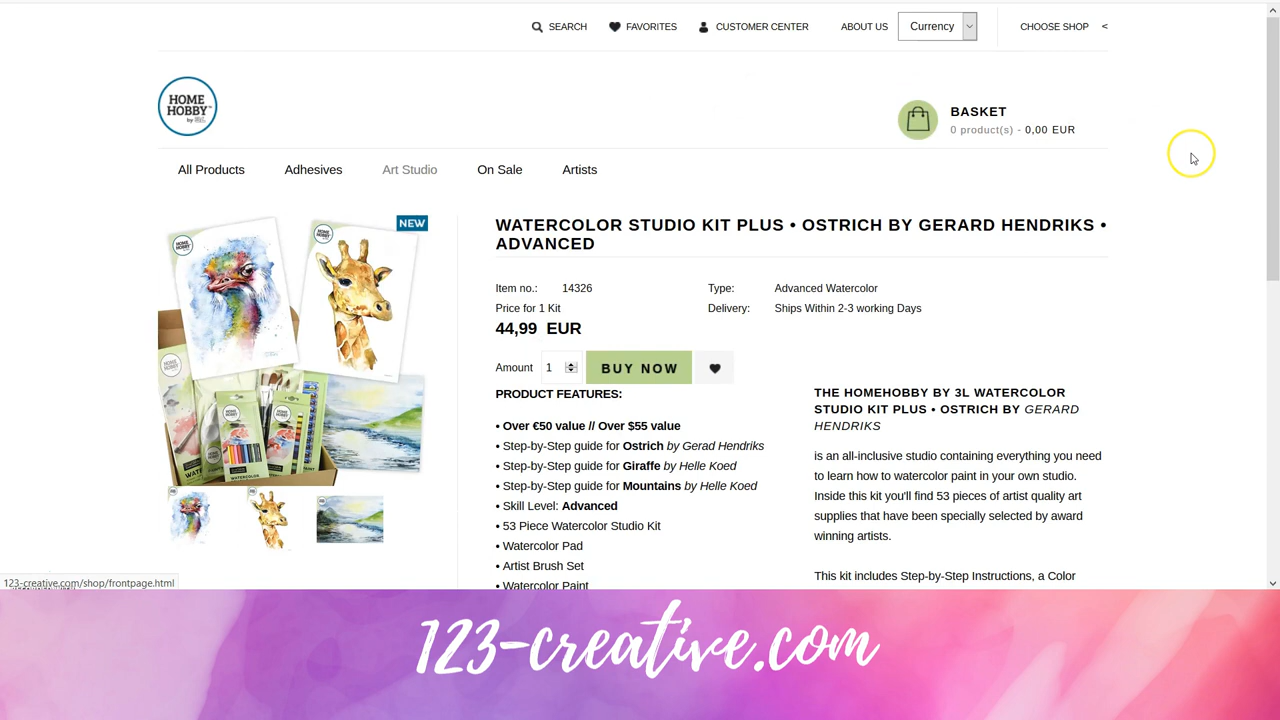 SEARCH FAVORITES CUSTOMER CENTER ABOUT US Currency CHOOSE SHOP <
HOME
HOBBY
BASKET
0 product(s) - 0,00 EUR
All Products Adhesives Art Studio On Sale Artists
NEW
WATERCOLOR STUDIO KIT PLUS • OSTRICH BY GERARD HENDRIKS •
ADVANCED
Item no.: 14326 Type: Advanced Watercolor
Price for 1 Kit Delivery: Ships Within 2-3 working Days
44,99 EUR
Amount 1 BUY NOW
PRODUCT FEATURES:
• Over €50 value // Over $55 value
• Step-by-Step guide for Ostrich by Gerad Hendriks
• Step-by-Step guide for Giraffe by Helle Koed
• Step-by-Step guide for Mountains by Helle Koed
• Skill Level: Advanced
• 53 Piece Watercolor Studio Kit
• Watercolor Pad
• Artist Brush Set
• Watercolor Paint
THE HOMEHOBBY BY 3L WATERCOLOR
STUDIO KIT PLUS • OSTRICH BY GERARD
HENDRIKS
is an all-inclusive studio containing everything you need
to learn how to watercolor paint in your own studio.
Inside this kit you'll find 53 pieces of artist quality art
supplies that have been specially selected by award
winning artists.
This kit includes Step-by-Step Instructions, a Color
123-creative.com/shop/frontpage.html
123-creative.com